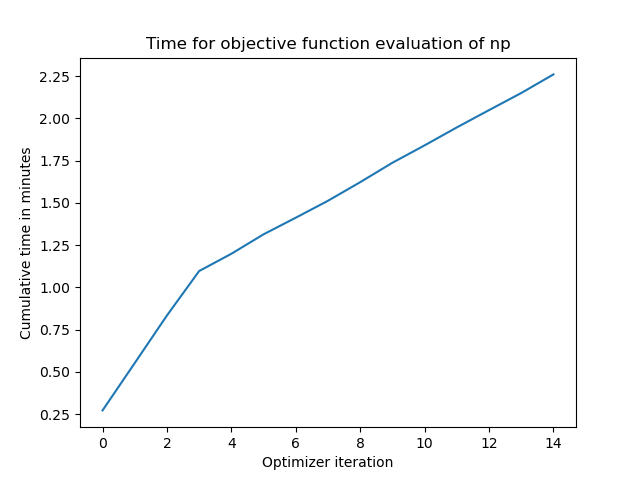 Time for objective function evaluation of np
Cumulative time in minutes
2.25
2.00
1.75
1.50
1.25
1.00
0.75
0.50
0.25
0 2 4 6 8 10 12 14
Optimizer iteration